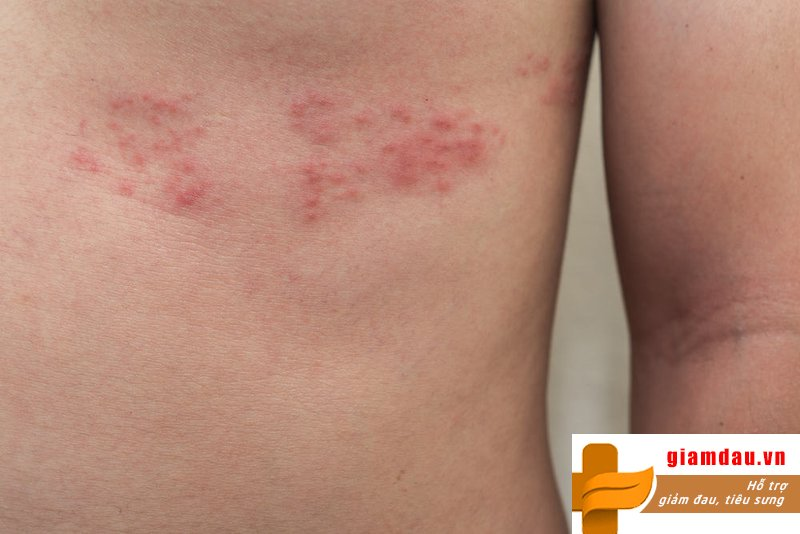 giamdau.vn
Hỗ trợ
giảm đau, tiêu sưng